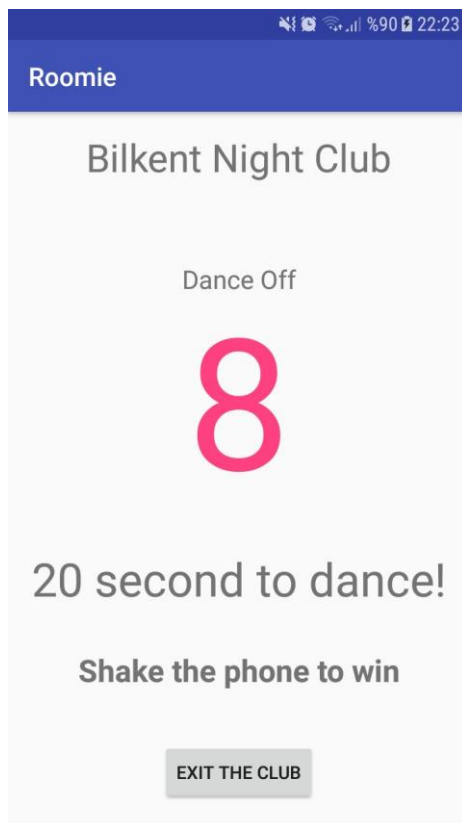 %90 22:23
Roomie
Bilkent Night Club
Dance Off
8
20 second to dance!
Shake the phone to win
EXIT THE CLUB